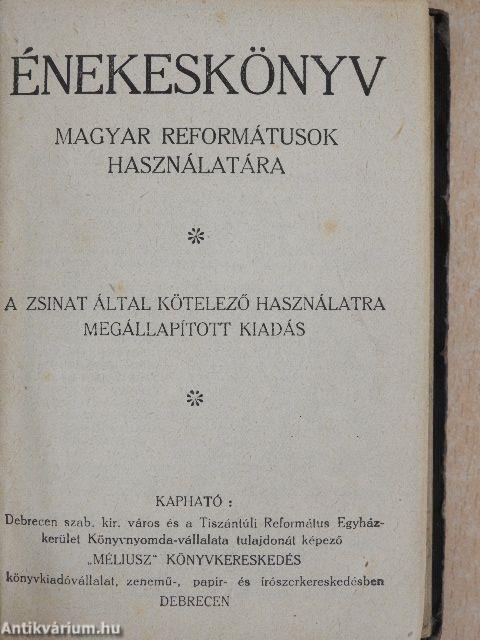 ÉNEKESKÖNYV
MAGYAR REFORMÁTUSOK
HASZNÁLATÁRA
A ZSINAT ÁLTAL KÖTELEZŐ HASZNÁLATRA
MEGÁLLAPÍTOTT KIADÁS
KAPHATÓ :
Debrecen szab. kir. város és a Tiszántúli Református Egyház-
kerület Könyvnyomda-vállalata tulajdonát képező
„MÉLIUSZ" KÖNYVKERESKEDÉS
könyvkiadóvállalat, zenemű-, papír- és írószerkereskedésben
DEBRECEN
Antikvárium.hu